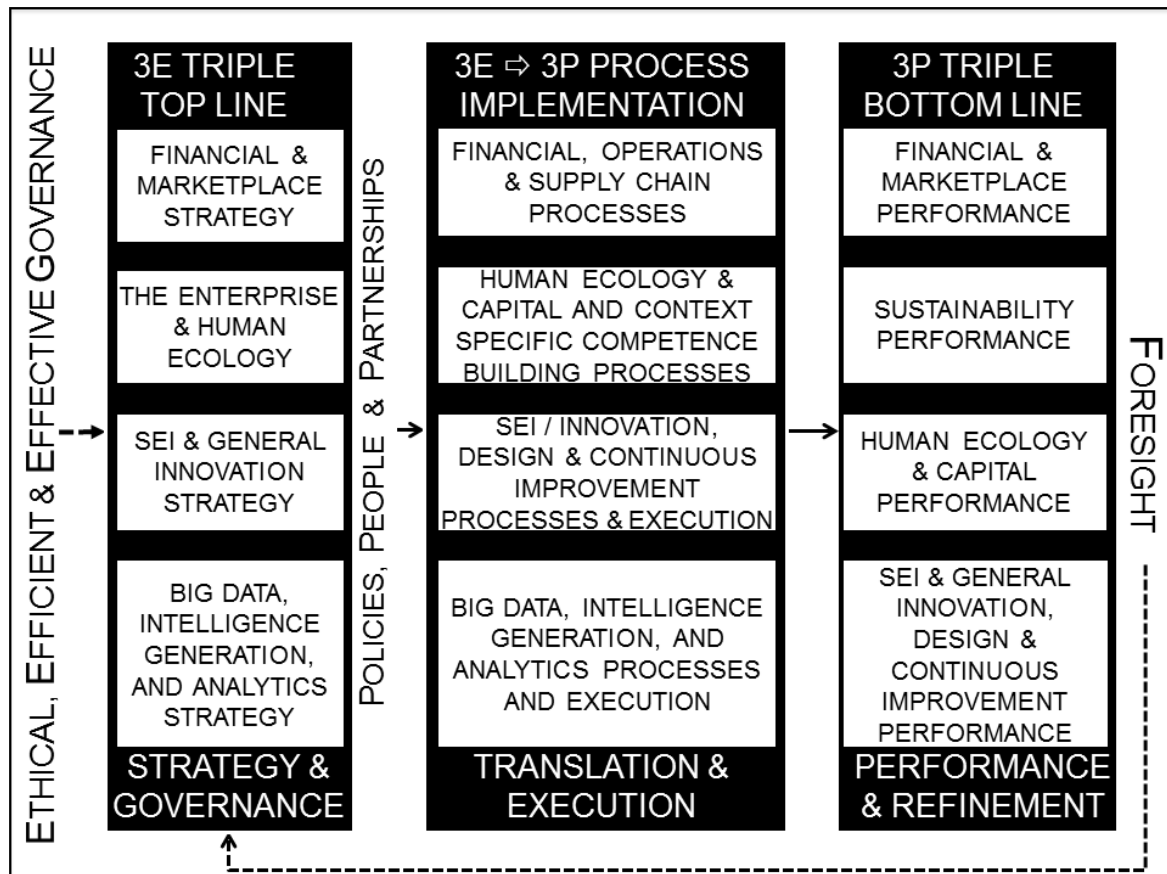 ETHICAL, EFFICIENT & EFFECTIVE GOVERNANCE
3E TRIPLE
TOP LINE
FINANCIAL &
MARKETPLACE
STRATEGY
THE ENTERPRISE
& HUMAN
ECOLOGY
SEI & GENERAL
INNOVATION
STRATEGY
BIG DATA,
INTELLIGENCE
GENERATION,
AND ANALYTICS
STRATEGY
STRATEGY &
GOVERNANCE
POLICIES, PEOPLE & PARTNERSHIPS
3E ⇨ 3P PROCESS
IMPLEMENTATION
FINANCIAL, OPERATIONS
& SUPPLY CHAIN
PROCESSES
HUMAN ECOLOGY &
CAPITAL AND CONTEXT
SPECIFIC COMPETENCE
BUILDING PROCESSES
SEI / INNOVATION,
DESIGN & CONTINUOUS
IMPROVEMENT
PROCESSES & EXECUTION
BIG DATA, INTELLIGENCE
GENERATION, AND
ANALYTICS PROCESSES
AND EXECUTION
TRANSLATION &
EXECUTION
3P TRIPLE
BOTTOM LINE
FINANCIAL &
MARKETPLACE
PERFORMANCE
SUSTAINABILITY
PERFORMANCE
HUMAN ECOLOGY
& CAPITAL
PERFORMANCE
SEI & GENERAL
INNOVATION,
DESIGN &
CONTINUOUS
IMPROVEMENT
PERFORMANCE
PERFORMANCE
& REFINEMENT
FORESIGHT